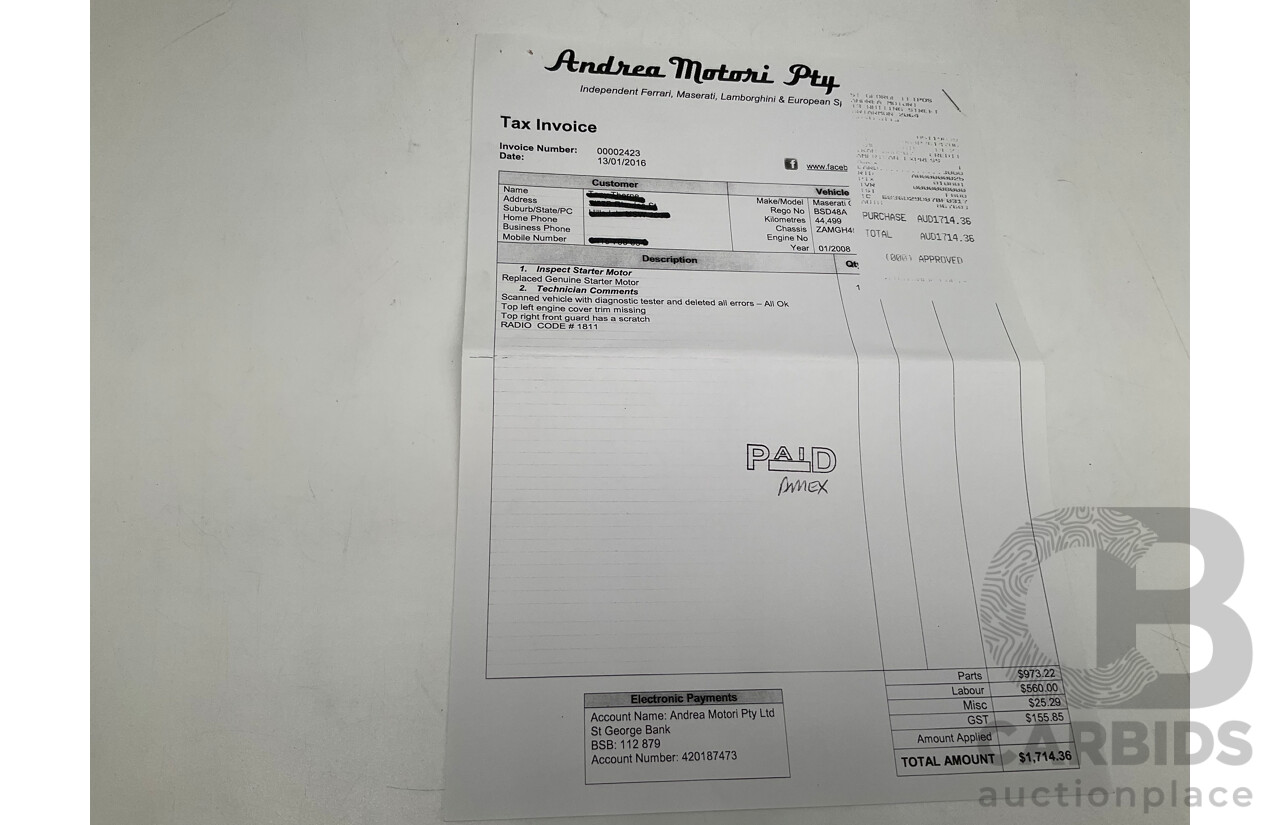 Andrea Motori Pty
Independent Ferrari, Maserati, Lamborghini & European Sp
Tax Invoice
Invoice Number: 00002423
Date: 13/01/2016
www.faceb
Customer
Name
Address
Suburb/State/PC
Home Phone
Business Phone
Mobile Number
Vehicle
Make/Model Maserati
Rego No BSD48A
Kilometres 44,499
Chassis ZAMGH4
Engine No
Year 01/2008
PURCHASE AUD1714.36
TOTAL AUD1714.36
(000) APPROVED
Description
Qt
1. Inspect Starter Motor
Replaced Genuine Starter Motor
1
2. Technician Comments
Scanned vehicle with diagnostic tester and deleted all errors – All Ok
Top left engine cover trim missing
Top right front guard has a scratch
RADIO CODE # 1811
PAID
AMEX
Parts $973.22
Labour $560.00
Misc $25.29
GST $155.85
Amount Applied
TOTAL AMOUNT $1,714.36
Electronic Payments
Account Name: Andrea Motori Pty Ltd
St George Bank
BSB: 112 879
Account Number: 420187473
CB
CARBIDS
auctionplace